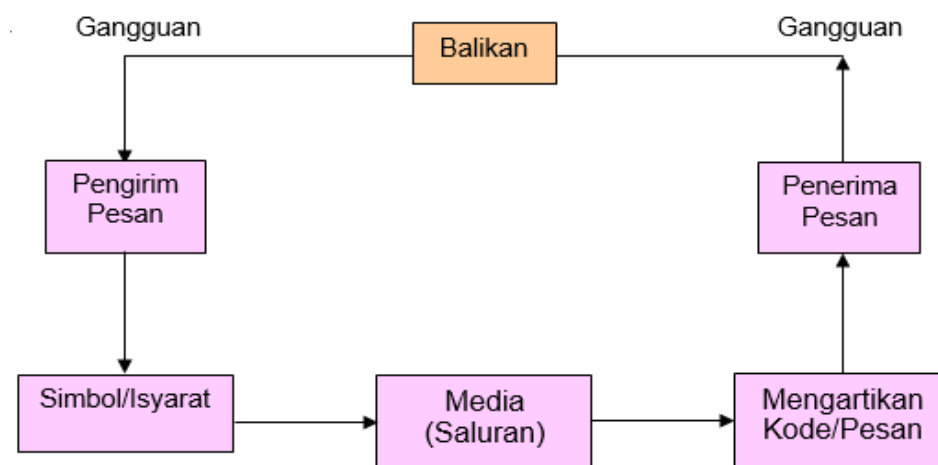 Gangguan
Gangguan
Balikan
Pengirim
Pesan
Penerima
Pesan
Simbol/Isyarat
Media
(Saluran)
Mengartikan
Kode/Pesan